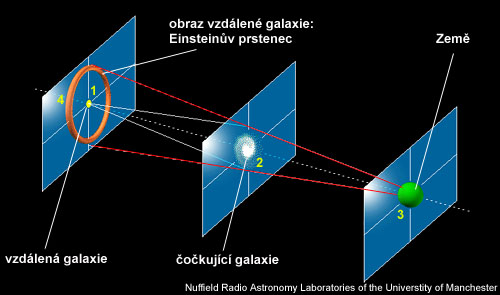 obraz vzdálené galaxie:
Einsteinův prstenec
Země
4
1
2
3
vzdálená galaxie
čočkující galaxie
Nuffield Radio Astronomy Laboratories of the Universtity of Manchester